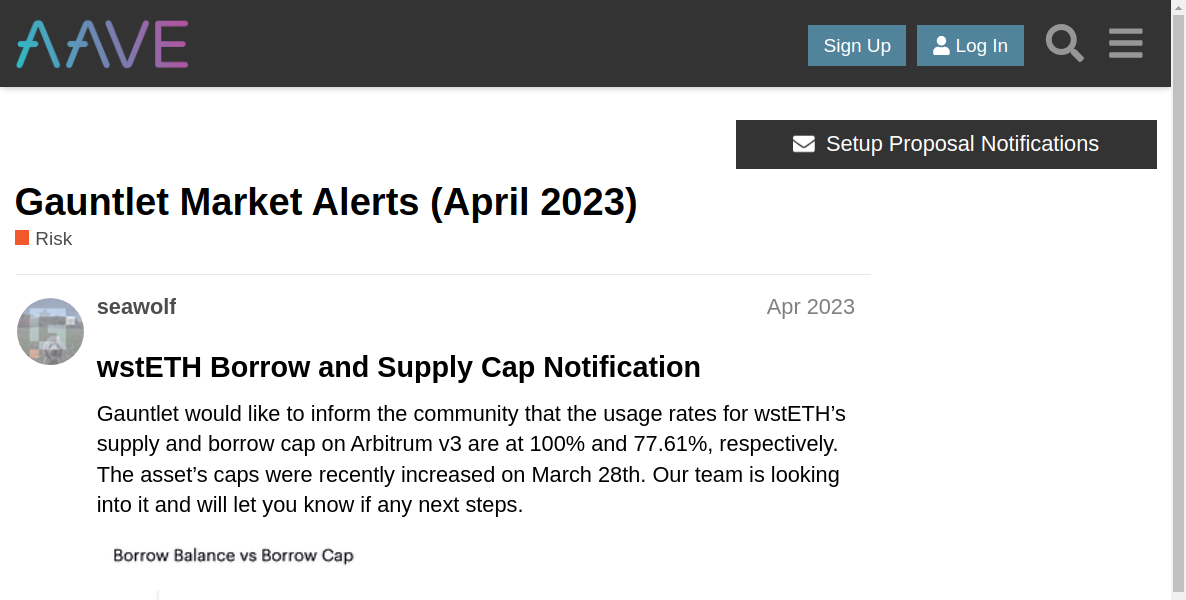 AAVE
Sign Up
Log In
Setup Proposal Notifications
Gauntlet Market Alerts (April 2023)
Risk
seawolf
Apr 2023
wstETH Borrow and Supply Cap Notification
Gauntlet would like to inform the community that the usage rates for wstETH’s
supply and borrow cap on Arbitrum v3 are at 100% and 77.61%, respectively.
The asset’s caps were recently increased on March 28th. Our team is looking
into it and will let you know if any next steps.
Borrow Balance vs Borrow Cap